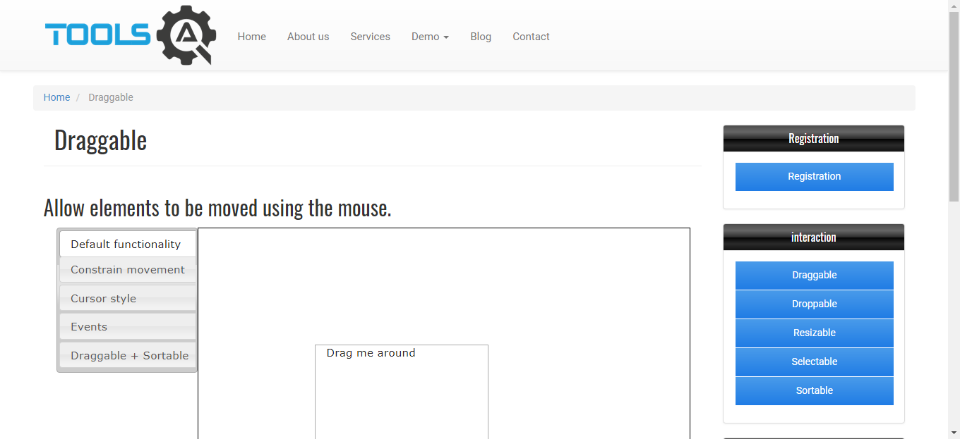 TOOLS QA
Home About us Services Demo Blog Contact
Home / Draggable
Draggable
Allow elements to be moved using the mouse.
Default functionality
Constrain movement
Cursor style
Events
Draggable + Sortable
Drag me around
Registration
Registration
interaction
Draggable
Droppable
Resizable
Selectable
Sortable